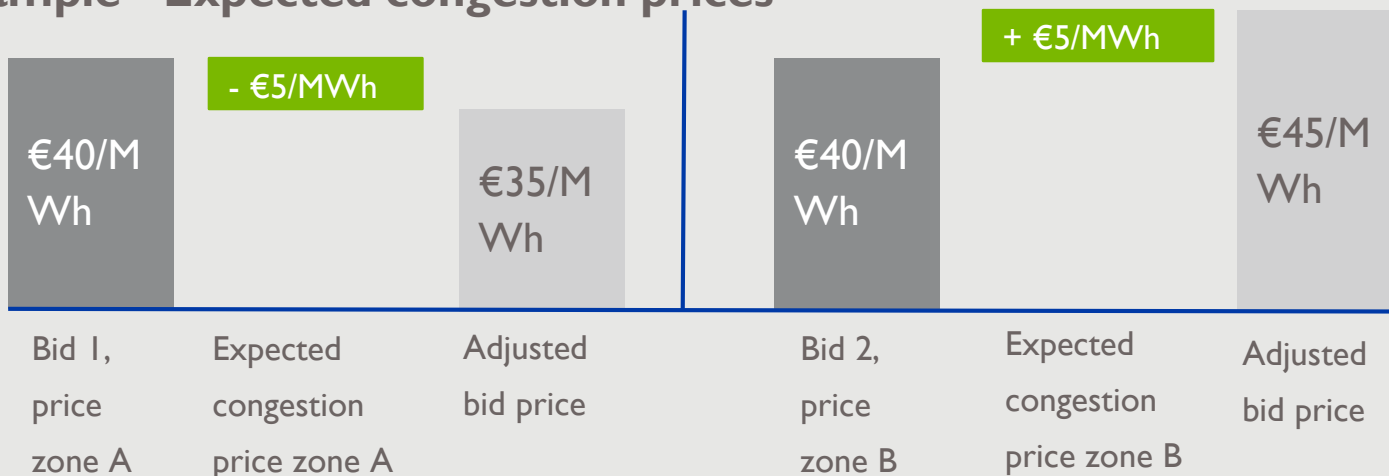 Expected congestion prices
- €5/MWh
+ €5/MWh
€40/M
Wh
€35/M
Wh
€40/M
Wh
€45/M
Wh
Bid 1,
price
zone A
Expected
congestion
price zone A
Adjusted
bid price
Bid 2,
price
zone B
Expected
congestion
price zone B
Adjusted
bid price